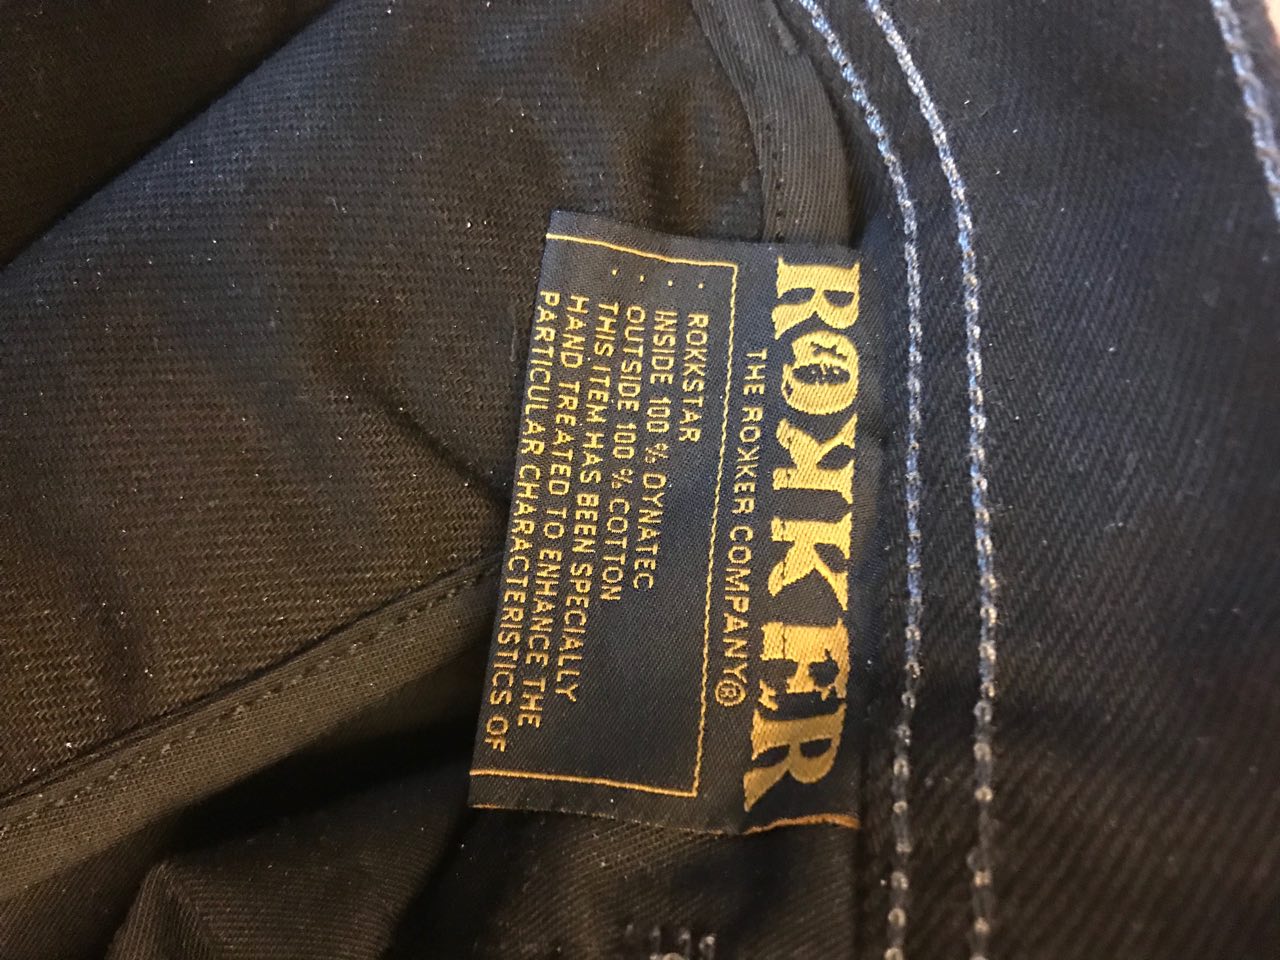 ROKKER
THE ROKKER COMPANY®
ROKKSTAR
INSIDE 100 % DYNATEC
OUTSIDE 100 % COTTON
THIS ITEM HAS BEEN SPECIALLY
HAND TREATED TO ENHANCE THE
PARTICULAR CHARACTERISTICS OF